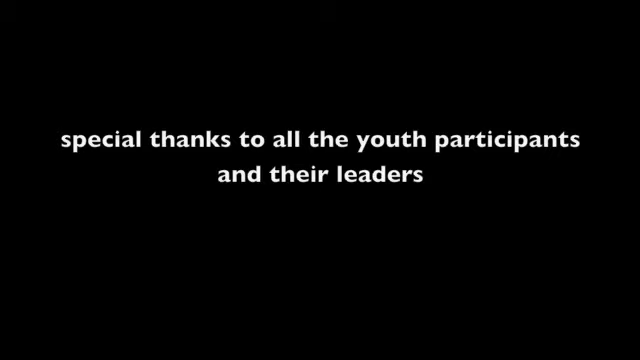 special thanks to all the youth participants
and their leaders